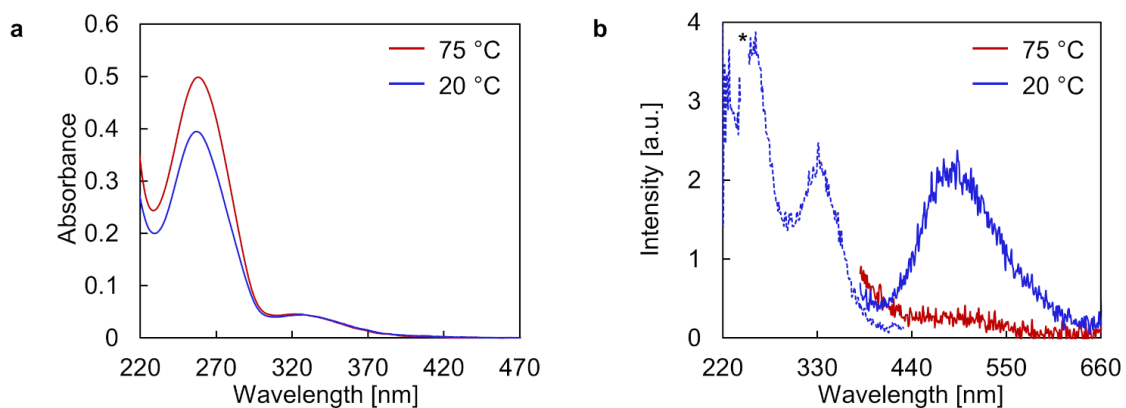 a
0.6
0.5
0.4
0.3
0.2
0.1
0
Absorbance
75 °C
20 °C
220 270 320 370 420 470
Wavelength [nm]
b
4
3
2
1
0
Intensity [a.u.]
*
75 °C
20 °C
220 330 440 550 660
Wavelength [nm]